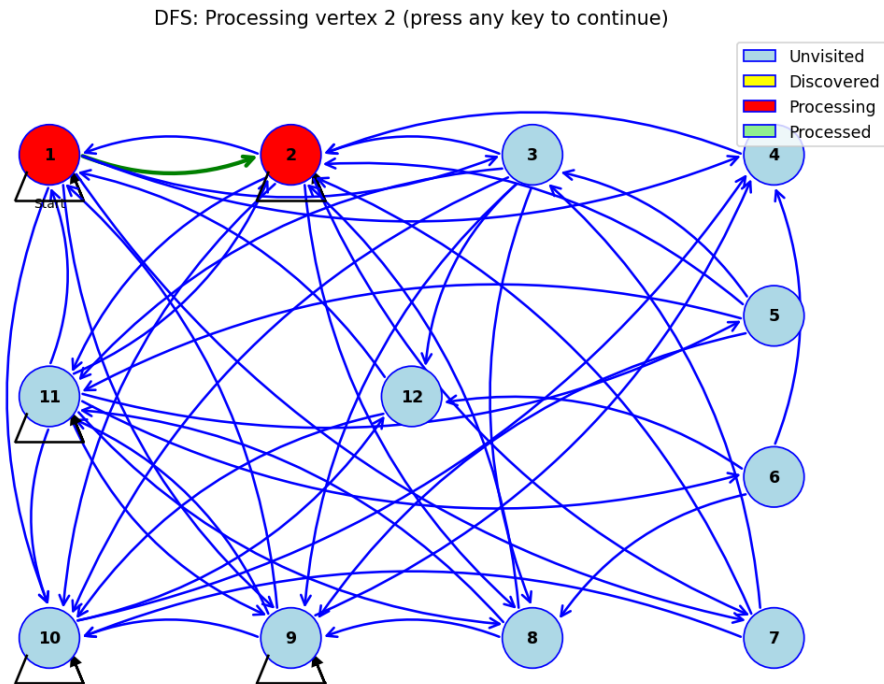 DFS: Processing vertex 2 (press any key to continue)
Unvisited
Discovered
Processing
Processed
1
2
3
4
Start
5
11
12
6
10
9
8
7